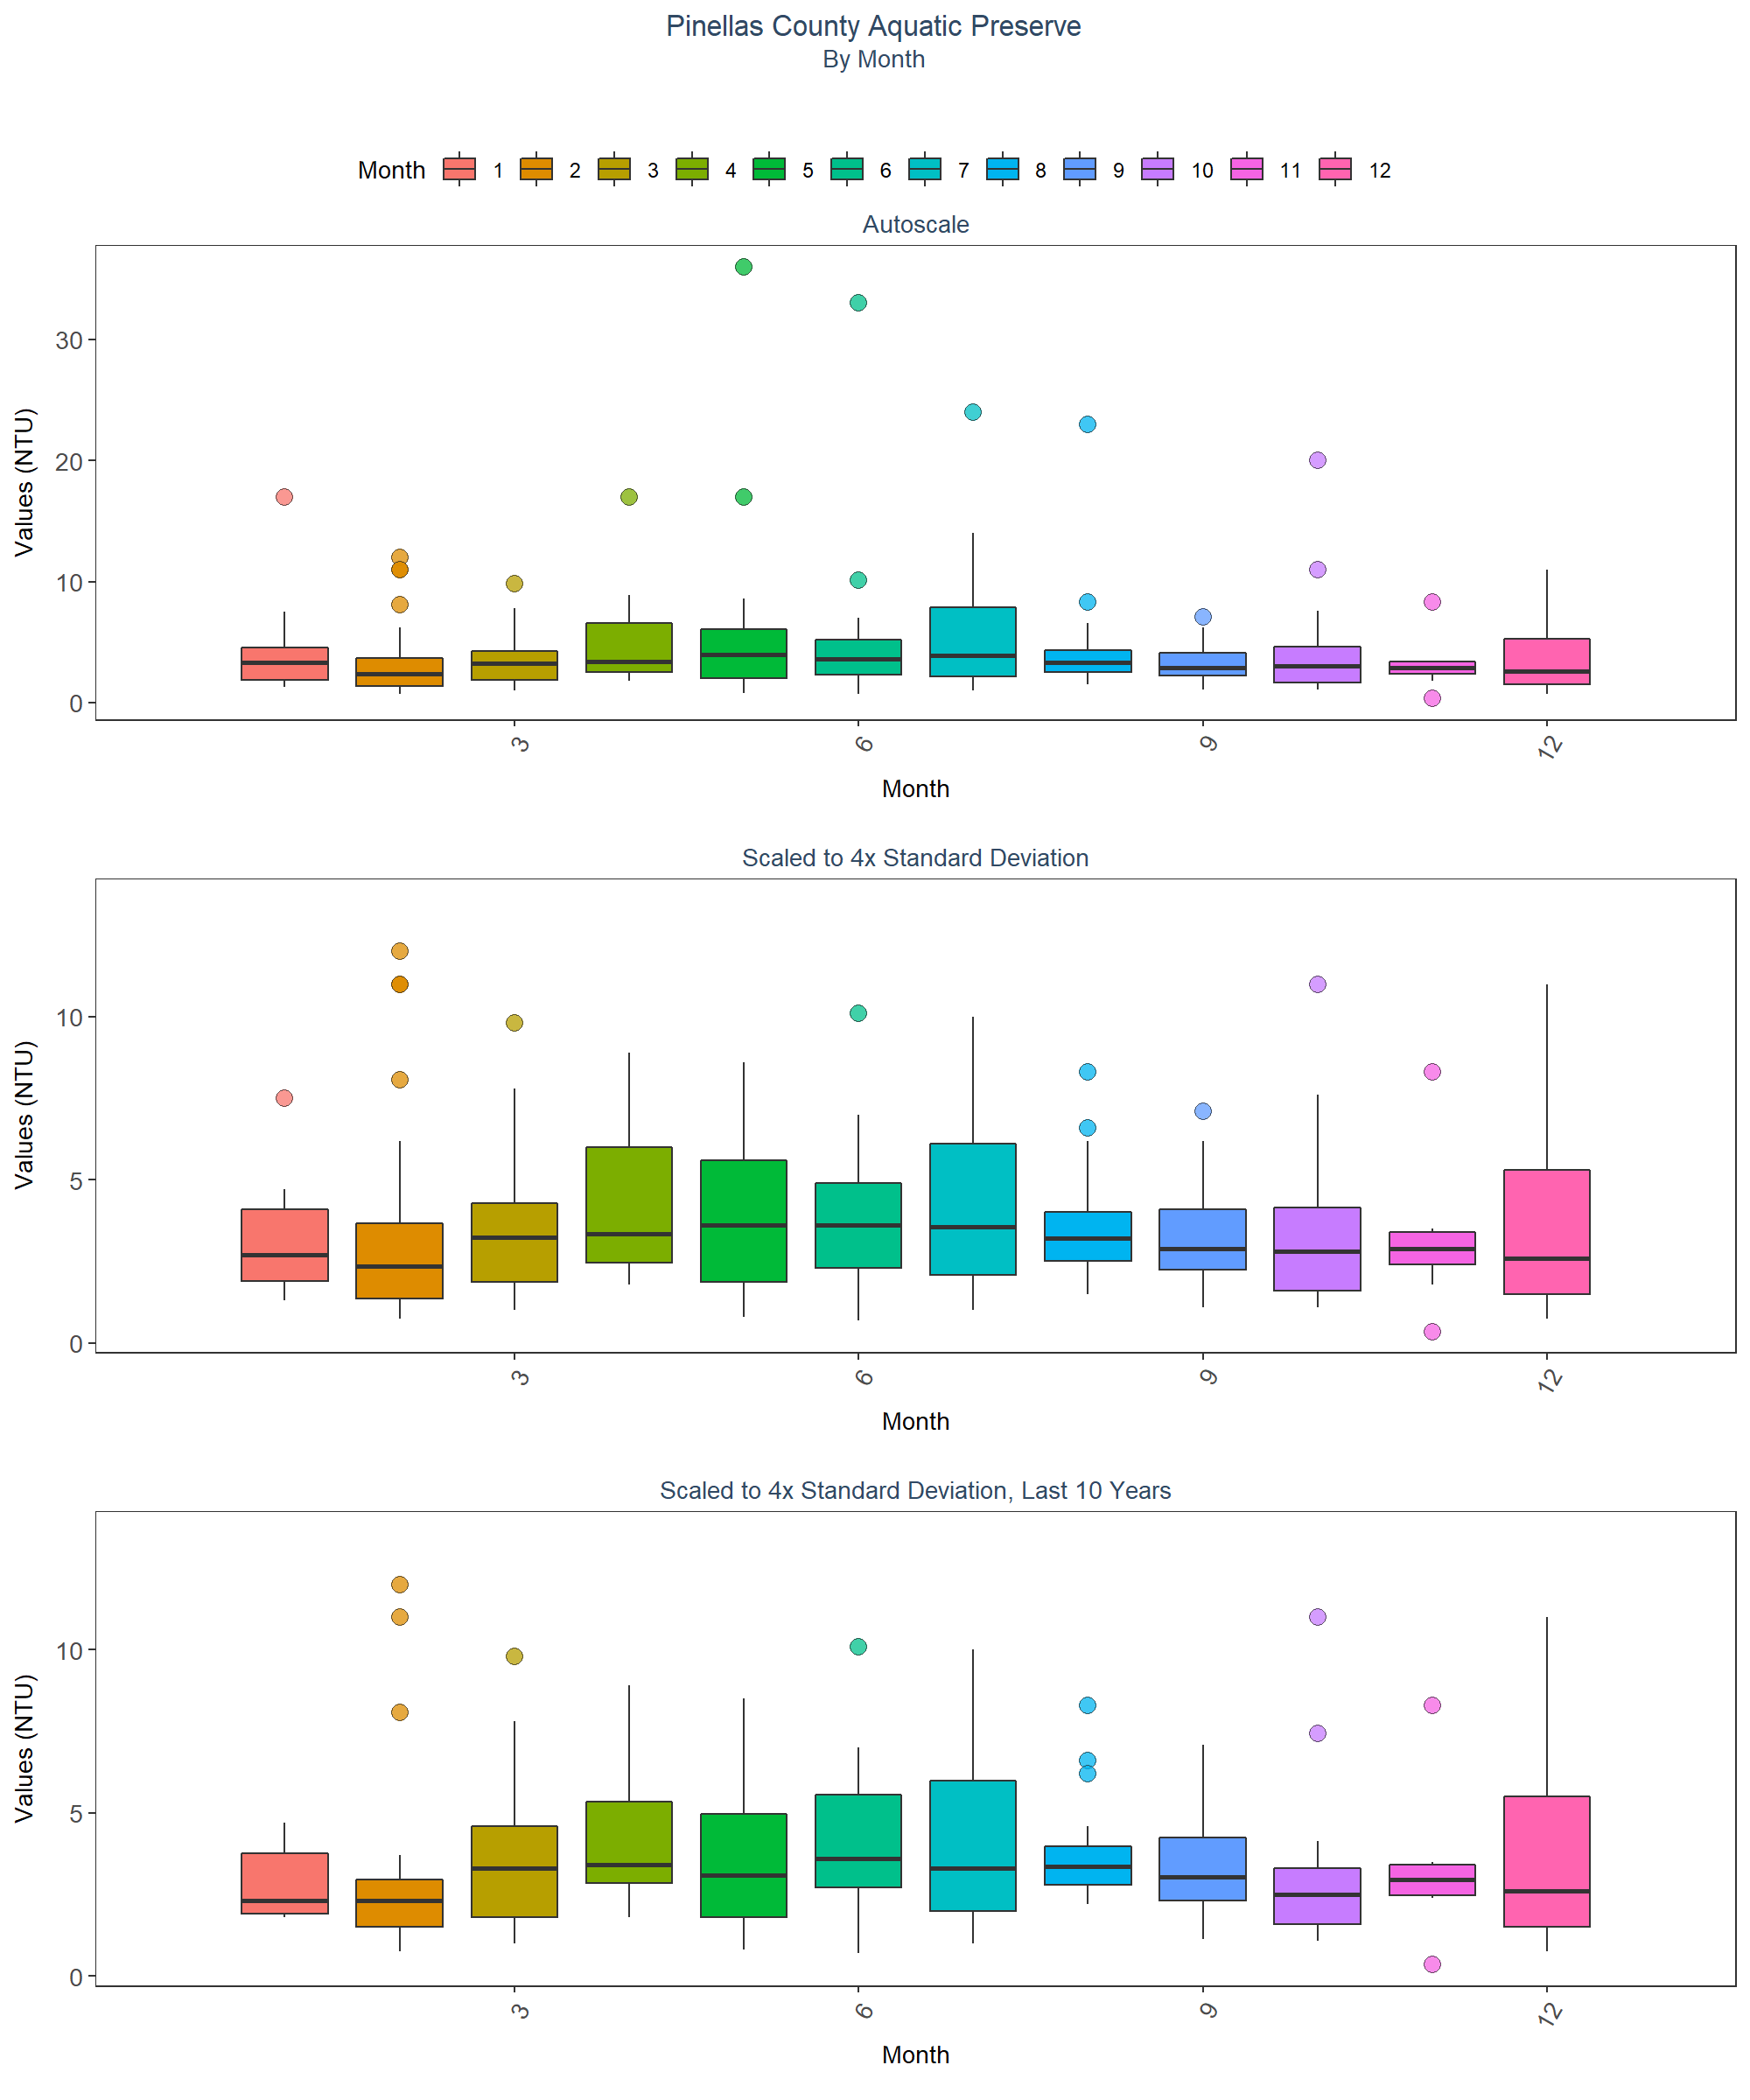 Pinellas County Aquatic Preserve
By Month
Month 1 2 3 4 5 6 7 8 9 10 11 12
Autoscale
Values (NTU)
30
20
10
0
3 6 9 12
Month
Scaled to 4x Standard Deviation
Values (NTU)
10
5
0
3 6 9 12
Month
Scaled to 4x Standard Deviation, Last 10 Years
Values (NTU)
10
5
0
3 6 9 12
Month